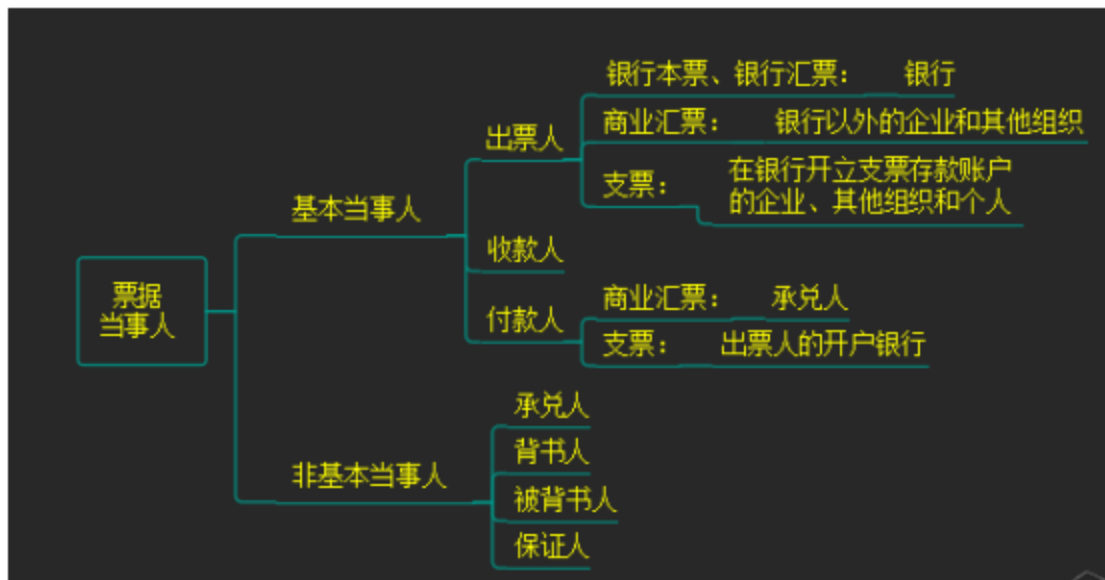 票据
当事人
基本当事人
出票人
银行本票、银行汇票： 银行
商业汇票： 银行以外的企业和其他组织
支票： 在银行开立支票存款账户
的企业、其他组织和个人
收款人
付款人
商业汇票： 承兑人
支票： 出票人的开户银行
非基本当事人
承兑人
背书人
被背书人
保证人